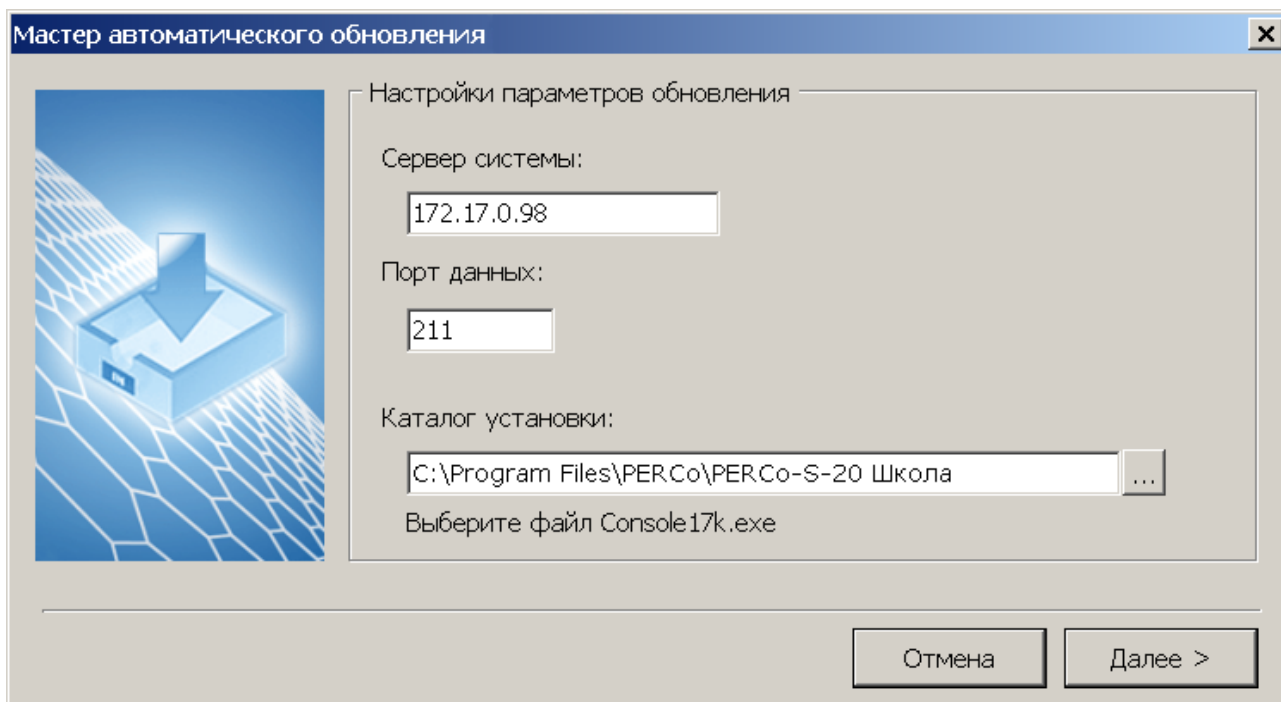 Мастер автоматического обновления
Настройки параметров обновления
Сервер системы:
172.17.0.98
Порт данных:
211
Каталог установки:
C:\Program Files\PERCo\PERCo-S-20 Школа
...
Выберите файл Console17k.exe
Отмена
Далее >